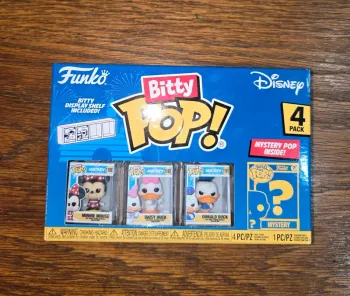 Funko
Bitty
POP!
Disney
BITTY
DISPLAY SHELF
INCLUDED!
4
PACK
MYSTERY POP
INSIDE!
MINNIE MOUSE
DAISY DUCK
DONALD DUCK
MYSTERY
WARNING
4 PC/PZ
1 PC/PZ